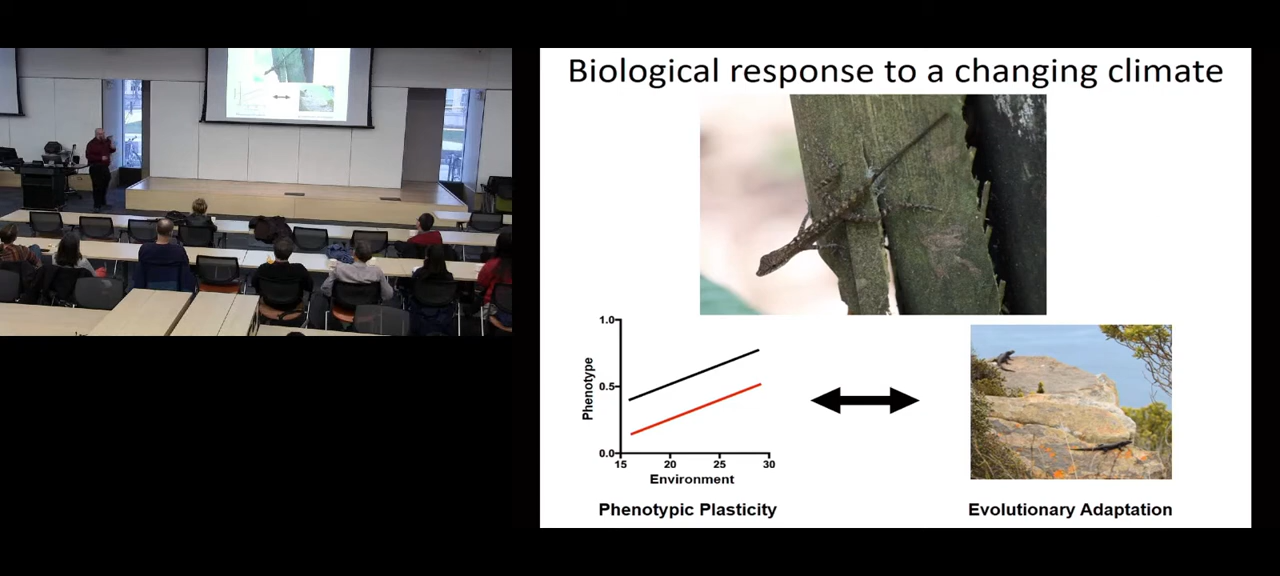 Biological response to a changing climate
1.0
0.5
0.0
Phenotype
15 20 25 30
Environment
Phenotypic Plasticity
Evolutionary Adaptation